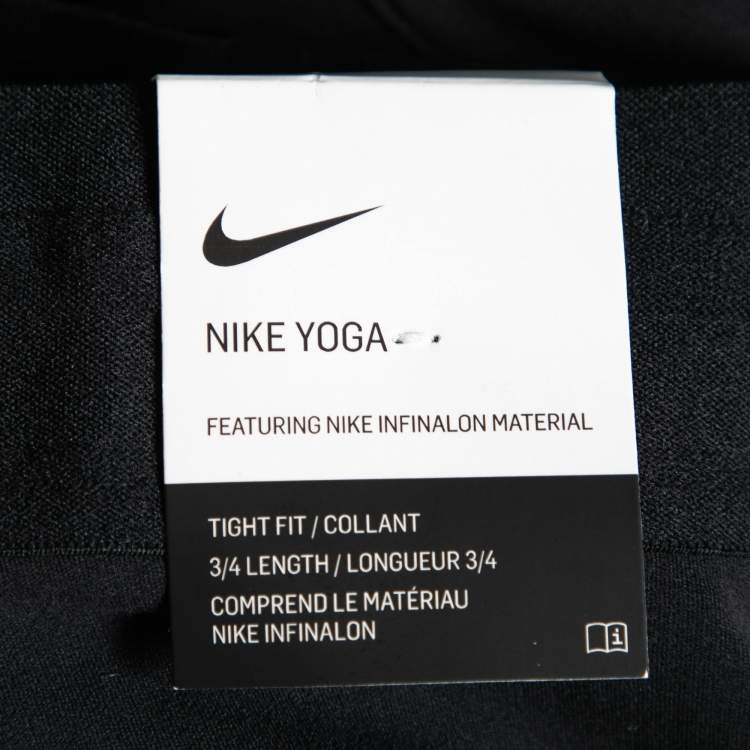 NIKE YOGA
FEATURING NIKE INFINALON MATERIAL
TIGHT FIT / COLLANT
3/4 LENGTH / LONGUEUR 3/4
COMPREND LE MATÉRIAU
NIKE INFINALON
i